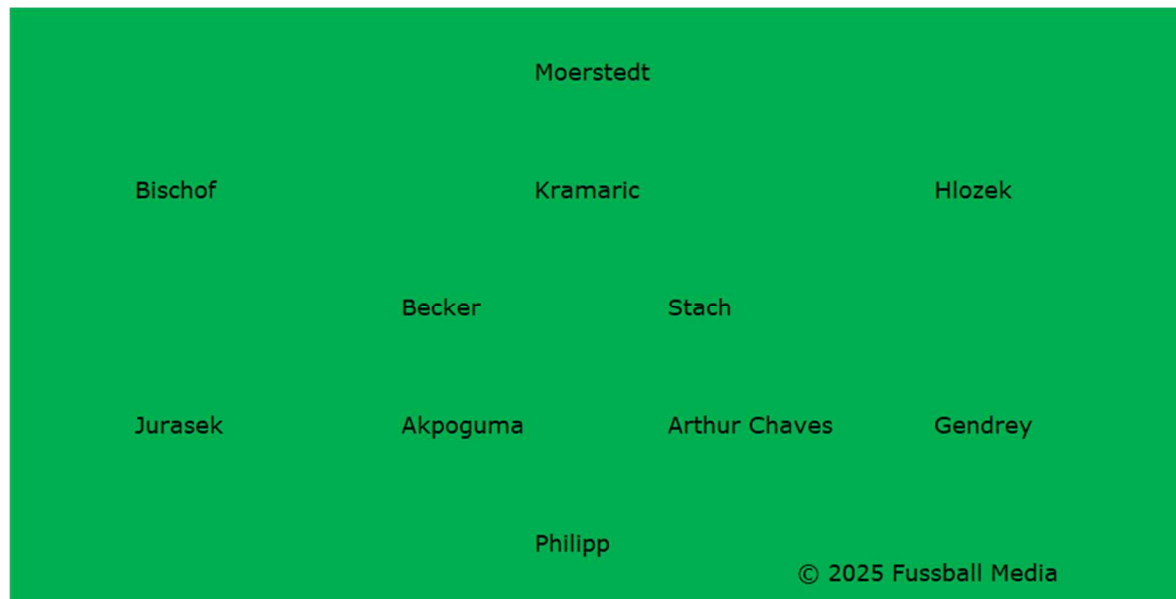 Moerstedt
Bischof Kramaric Hlozek
Becker Stach
Jurasek Akpoguma Arthur Chaves Gendrey
Philipp
© 2025 Fussball Media